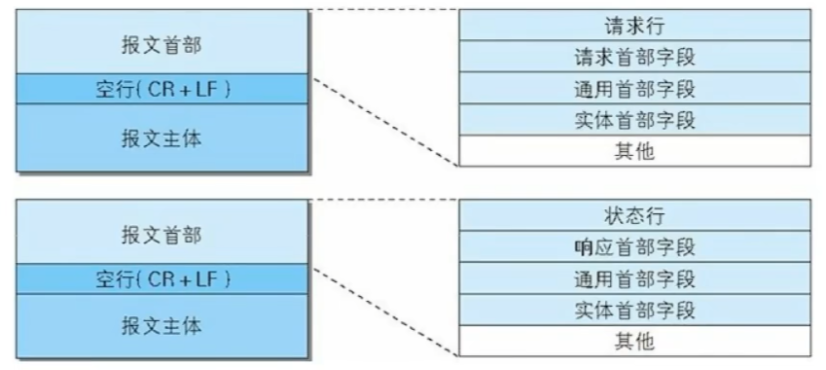 报文首部
空行(CR+LF)
报文主体
请求行
请求首部字段
通用首部字段
实体首部字段
其他
报文首部
空行(CR+LF)
报文主体
状态行
响应首部字段
通用首部字段
实体首部字段
其他